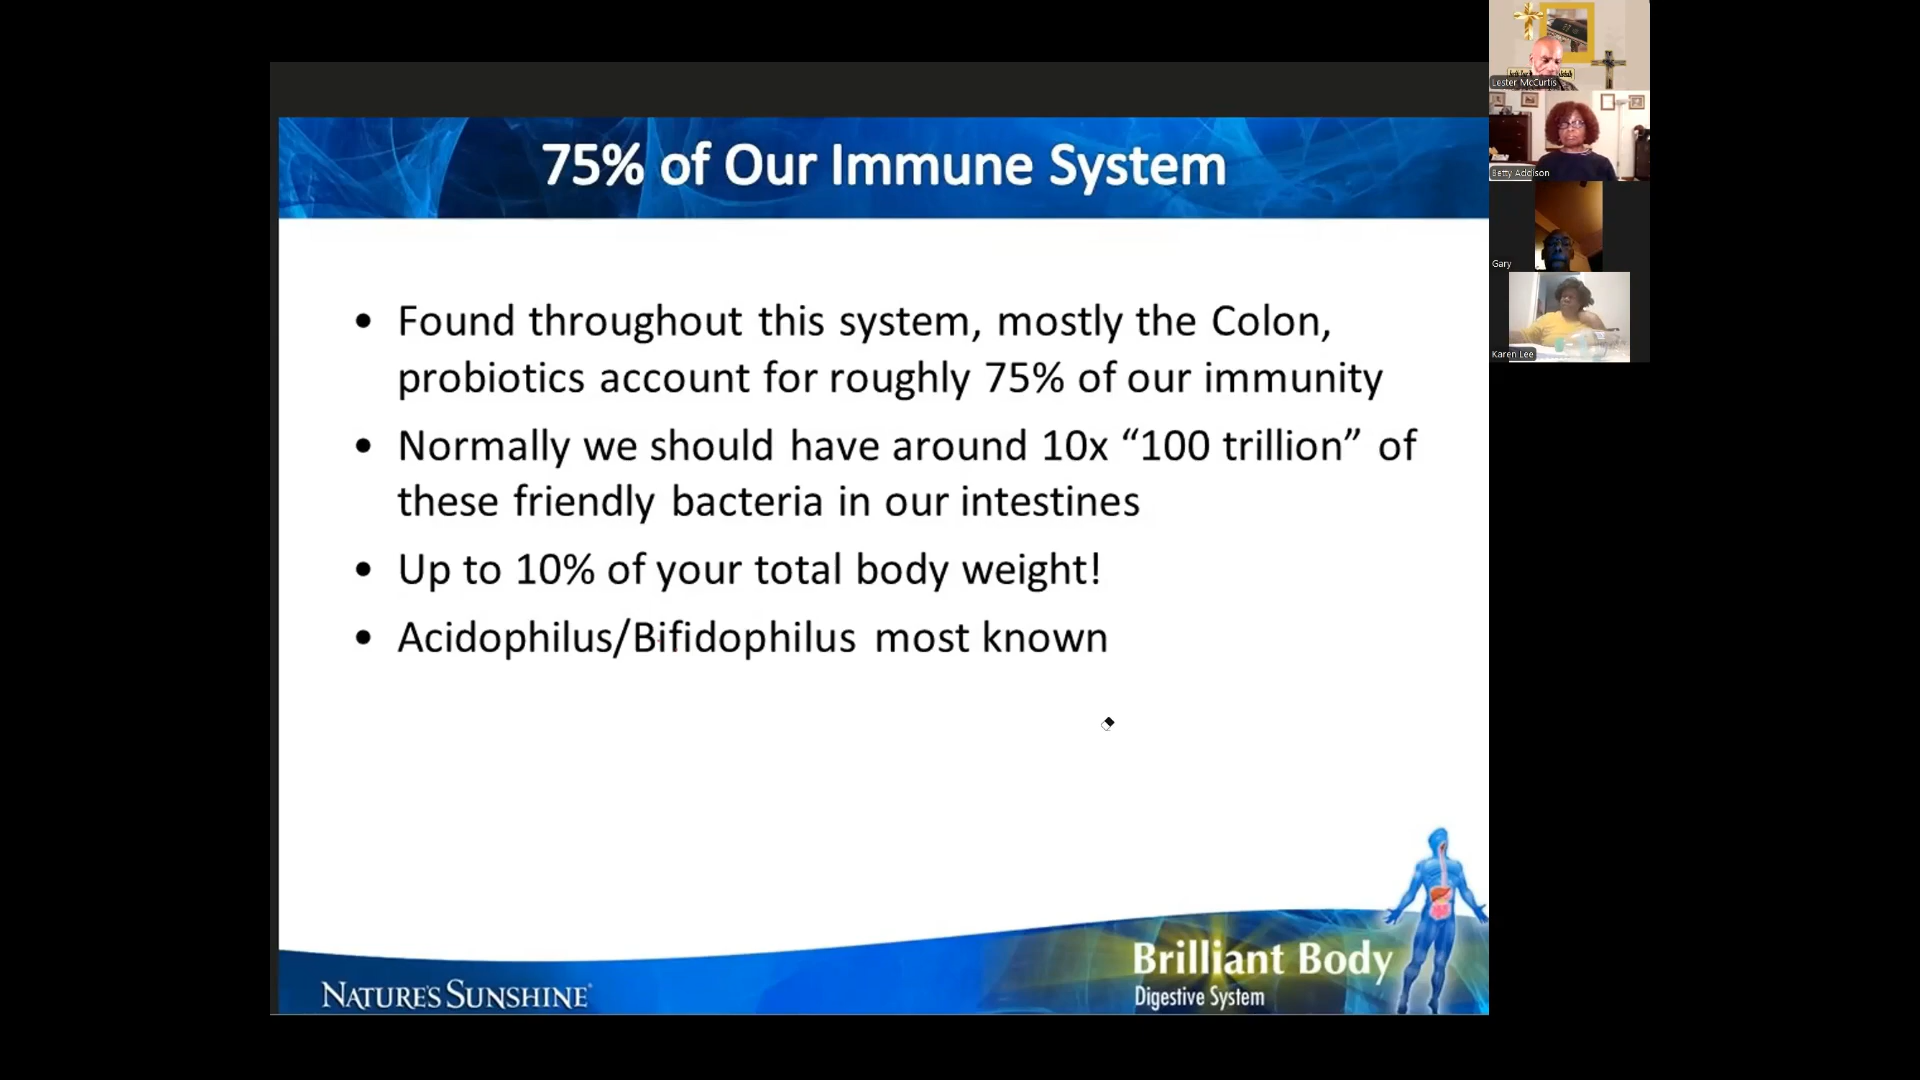 75% of Our Immune System
• Found throughout this system, mostly the Colon,
probiotics account for roughly 75% of our immunity
• Normally we should have around 10x “100 trillion” of
these friendly bacteria in our intestines
• Up to 10% of your total body weight!
• Acidophilus/Bifidophilus most known
Brilliant Body
Digestive System
NATURE'S SUNSHINE
Lester McCurtis
Betty Addison
Gary
Karen Lee